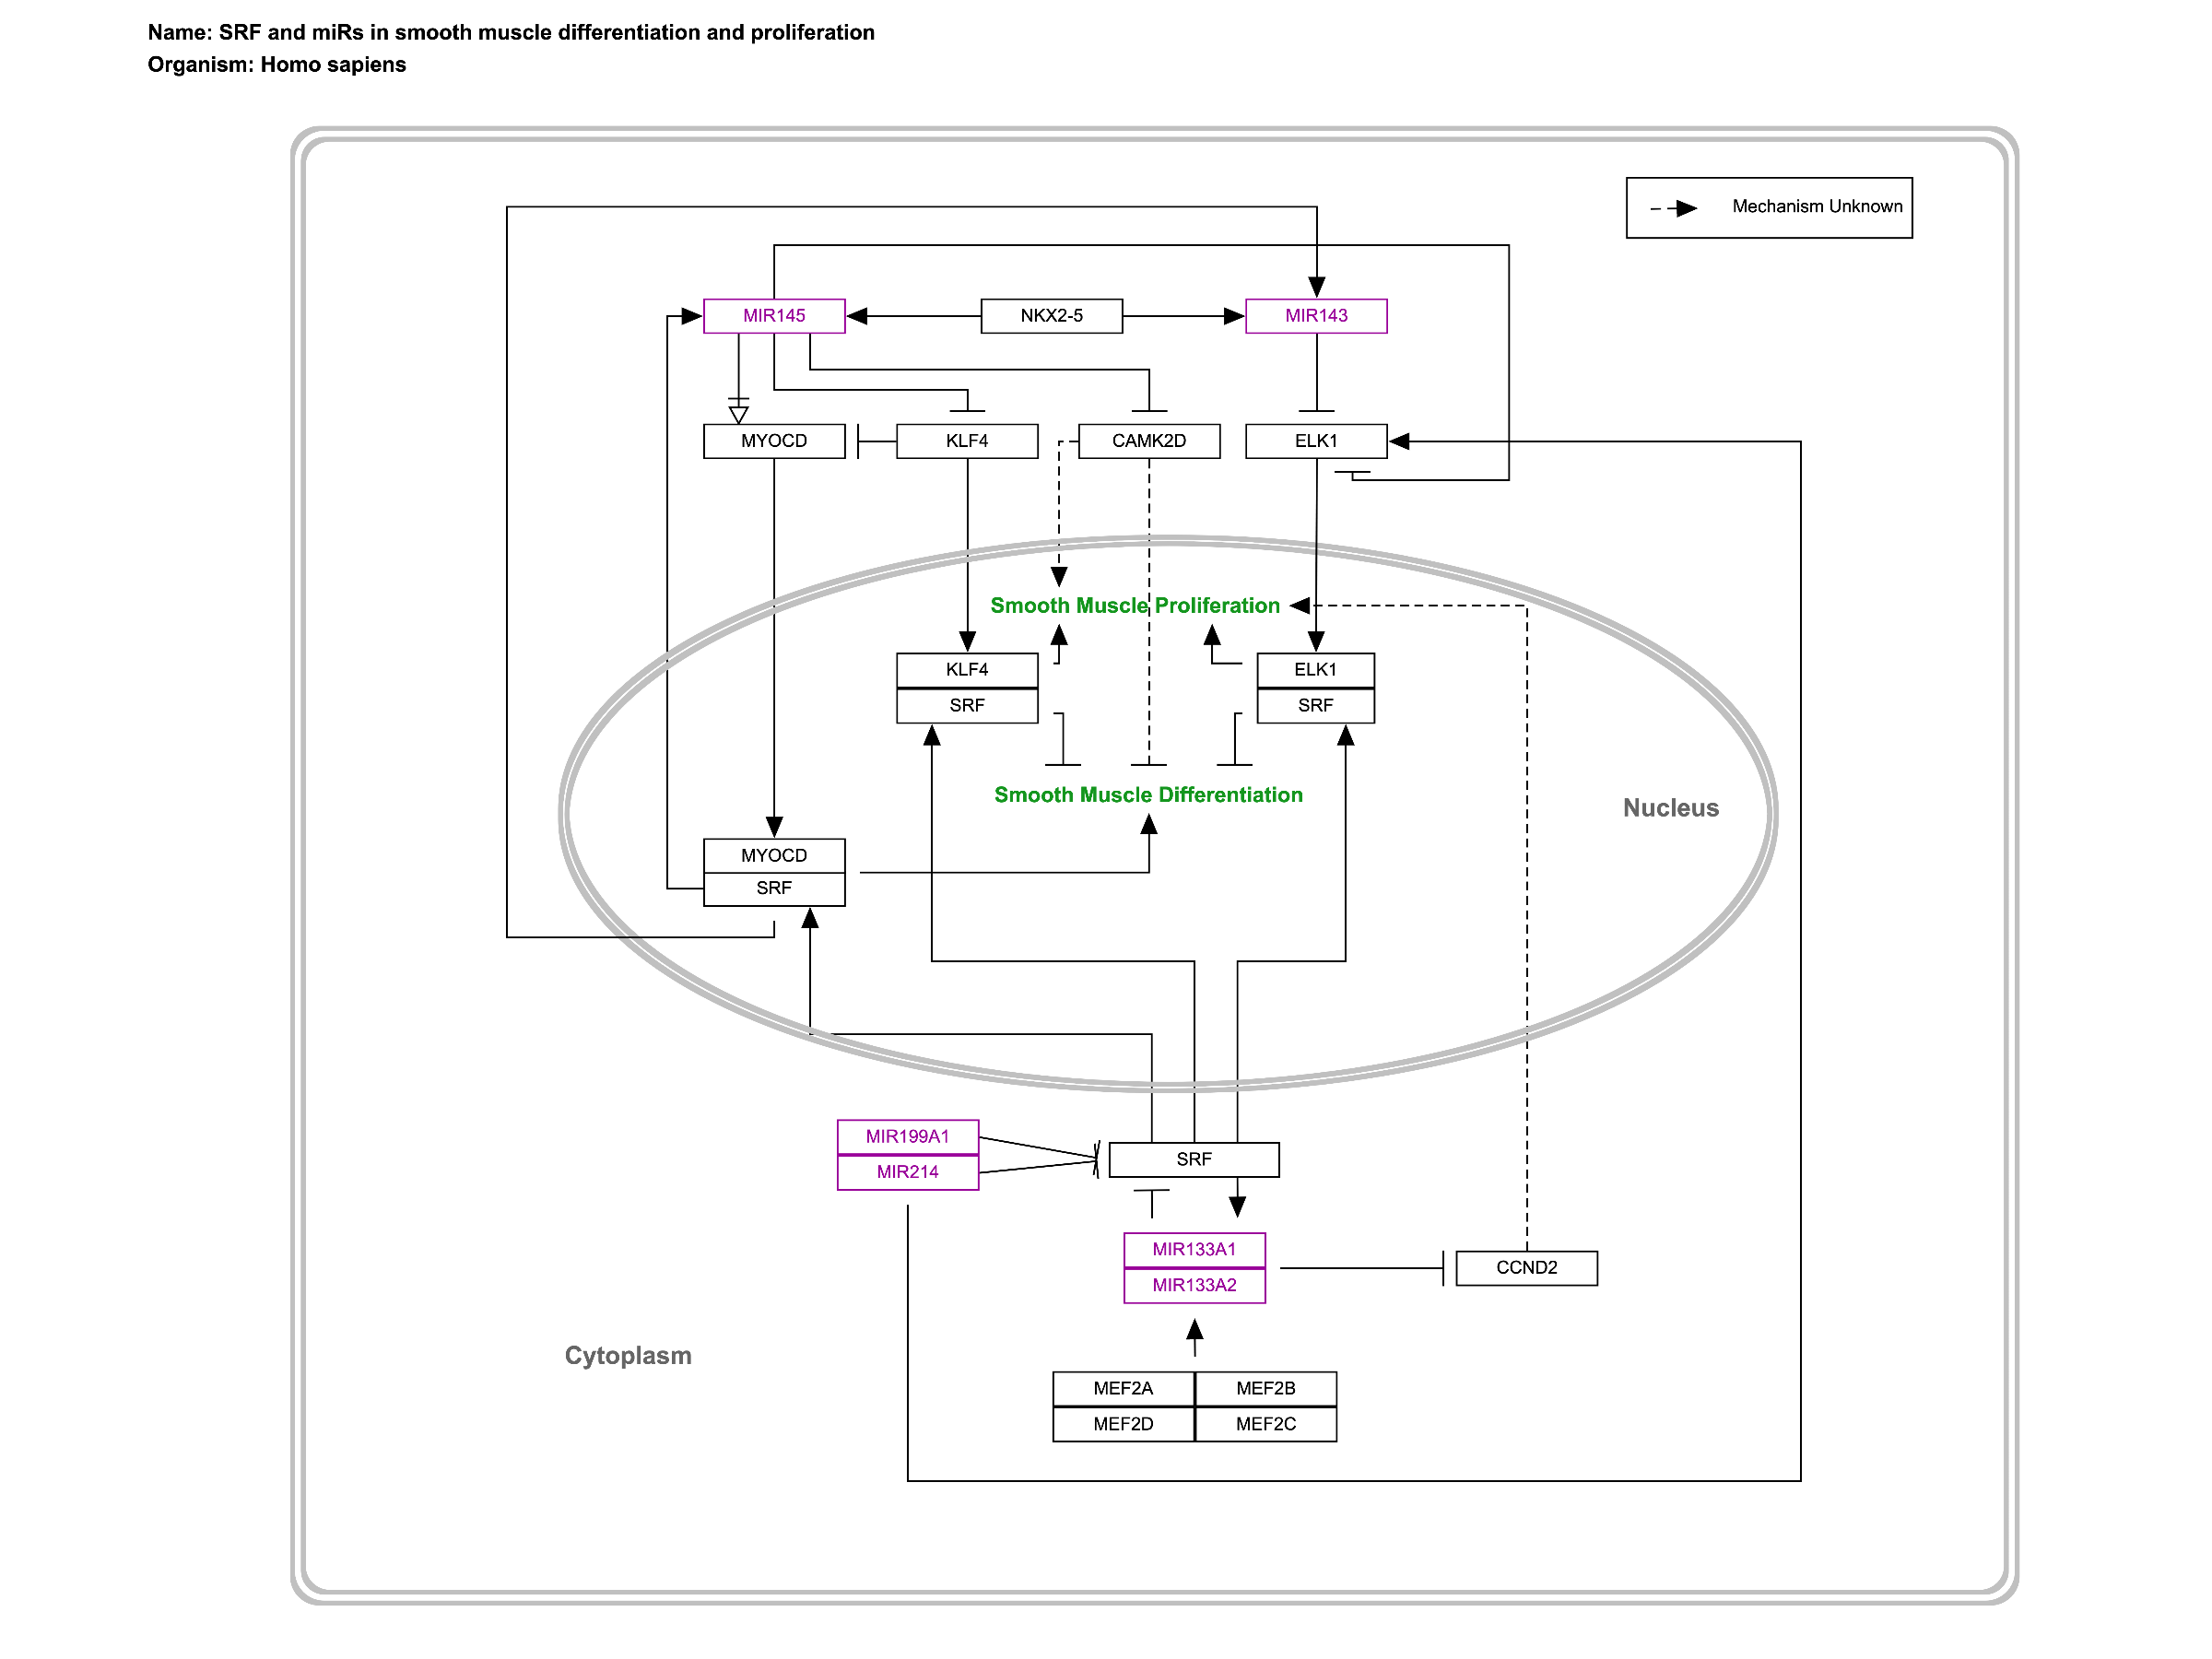 Name: SRF and miRs in smooth muscle differentiation and proliferation
Organism: Homo sapiens
Mechanism Unknown
MIR145
NKX2-5
MIR143
MYOCD
KLF4
CAMK2D
ELK1
Smooth Muscle Proliferation
KLF4
ELK1
SRF
SRF
Smooth Muscle Differentiation
Nucleus
MYOCD
SRF
MIR199A1
SRF
MIR214
MIR133A1
CCND2
MIR133A2
Cytoplasm
MEF2A
MEF2B
MEF2D
MEF2C